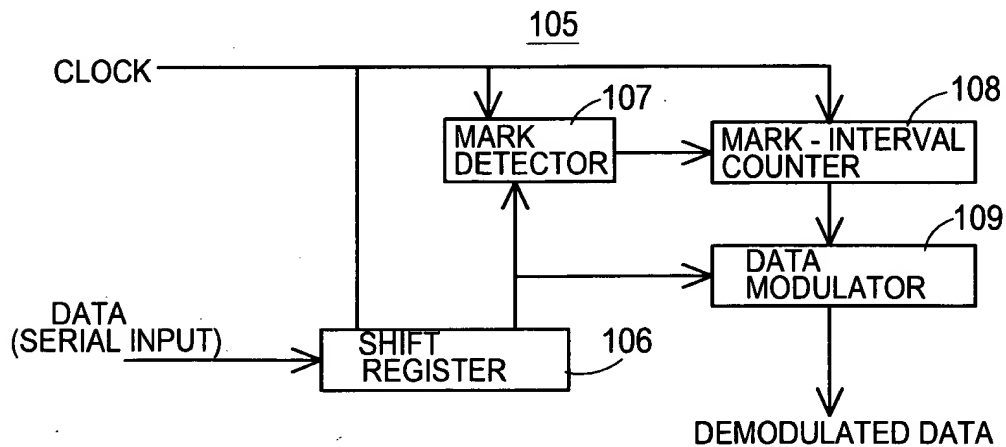 105
CLOCK
107
108
MARK
DETECTOR
MARK - INTERVAL
COUNTER
109
DATA
MODULATOR
DATA
(SERIAL INPUT)
SHIFT
REGISTER
106
DEMODULATED DATA